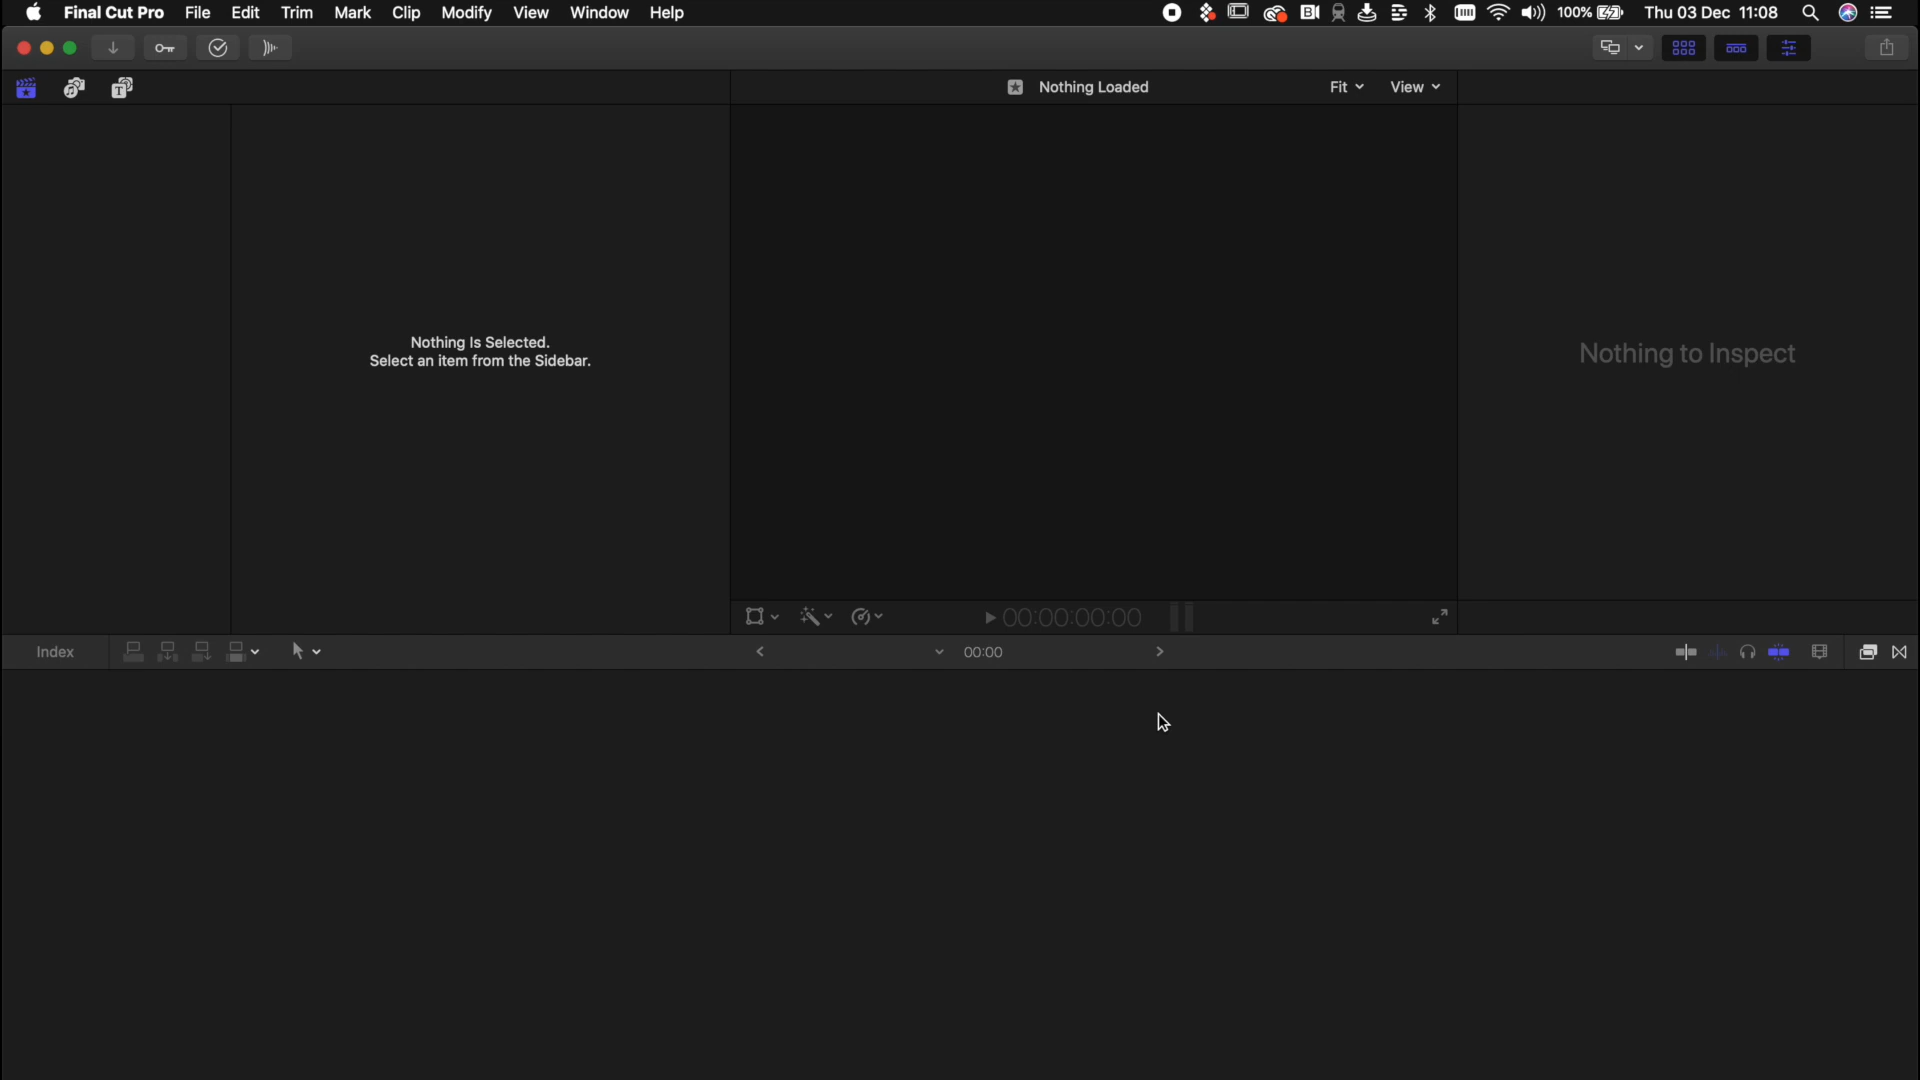 Final Cut Pro File Edit Trim Mark Clip Modify View Window Help 100% Thu 03 Dec 11:08
Nothing Loaded Fit View
Nothing Is Selected.
Select an item from the Sidebar.
Nothing to Inspect
00:00:00:00
Index 00:00